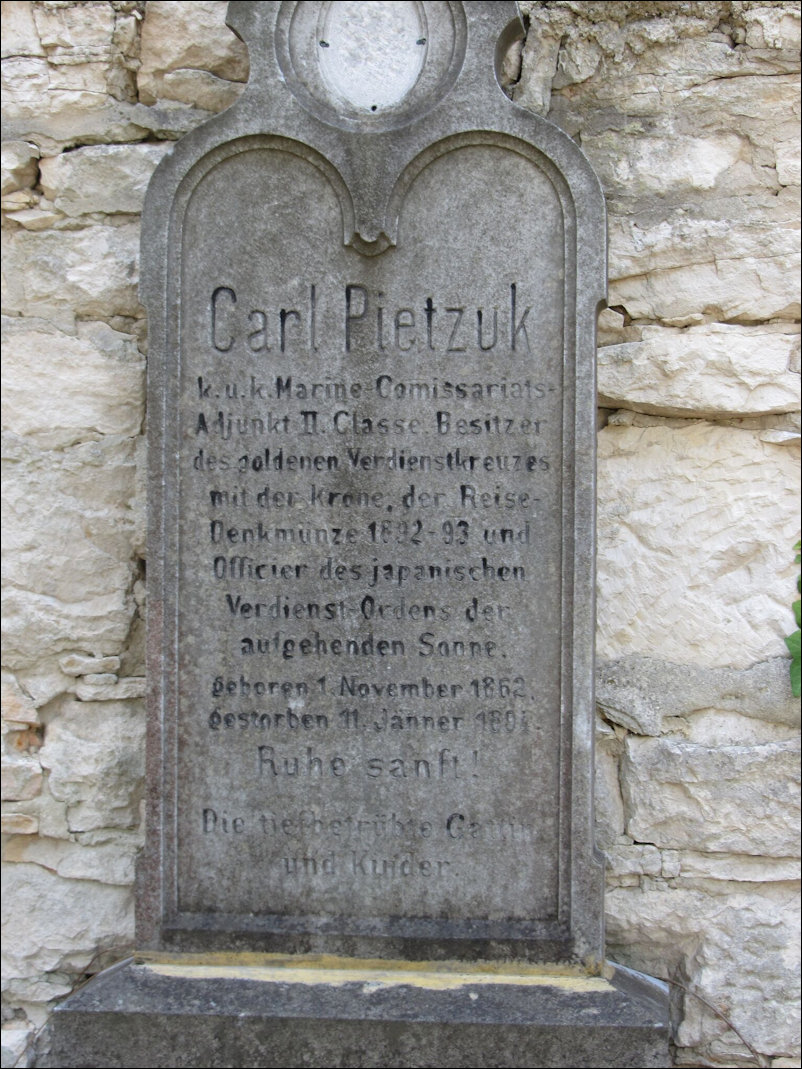 Carl Pietzuk
k.u.k. Marine-Comissariats-
Adjunkt II. Classe. Besitzer
des goldenen Verdienstkreuzes
mit der Krone, der Reise-
Denkmünze 1892-93 und
Officier des japanischen
Verdienst-Ordens der
aufgehenden Sonne.
geboren 1. November 1862.
gestorben 11. Jänner 1894.
Ruhe sanft!
Die tiefbetrübte Gattin
und Kinder.